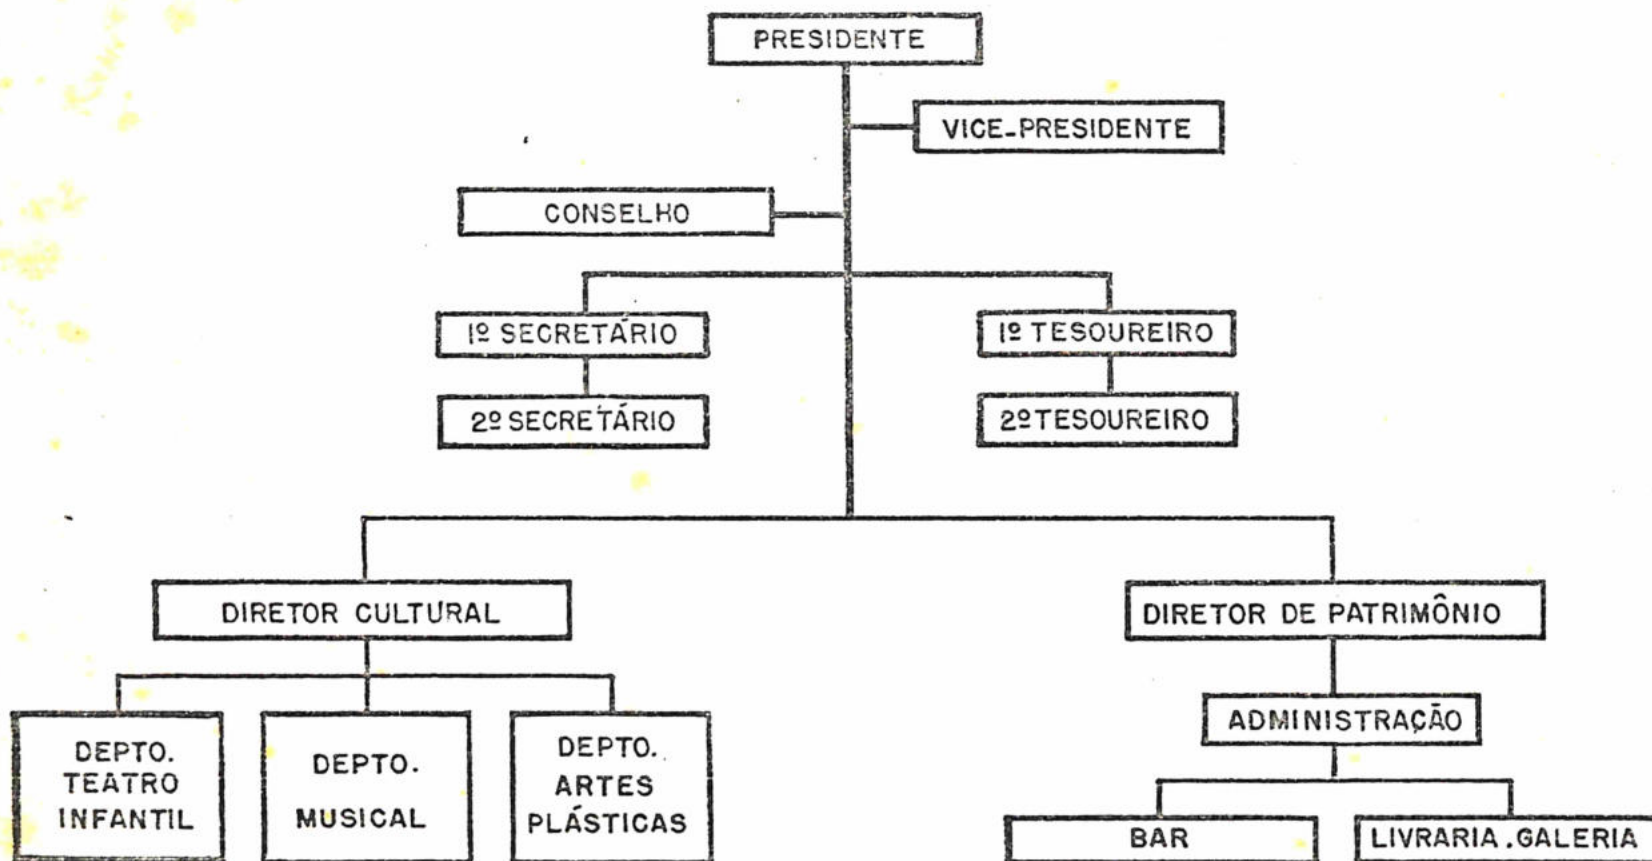 PRESIDENTE
VICE-PRESIDENTE
CONSELHO
1º SECRETÁRIO
1º TESOUREIRO
2º SECRETÁRIO
2º TESOUREIRO
DIRETOR CULTURAL
DIRETOR DE PATRIMÔNIO
DEPTO.
TEATRO
INFANTIL
DEPTO.
MUSICAL
DEPTO.
ARTES
PLÁSTICAS
ADMINISTRAÇÃO
BAR
LIVRARIA.GALERIA